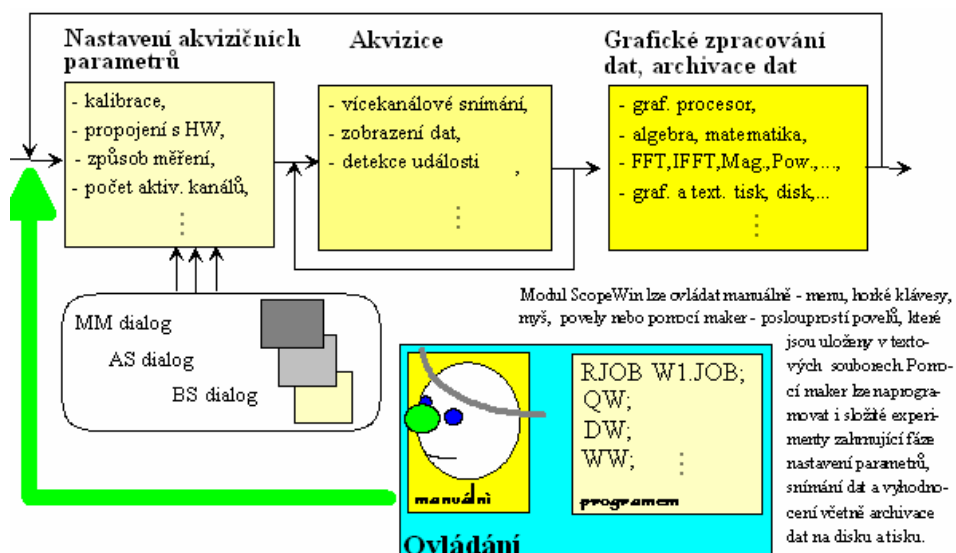 Nastavení akvizičních
parametrů
- kalibrace,
- propojení s HW,
- způsob měření,
- počet aktiv. kanálů,
Akvizice
- vícekanálové snímání,
- zobrazení dat,
- detekce události
,
Grafické zpracování
dat, archivace dat
- graf. procesor,
- algebra, matematika,
- FFT,IFFT,Mag.,Pow.,...,
- graf. a text. tisk, disk,...
MM dialog
AS dialog
BS dialog
Modul ScopeWin lze ovládat manuálně - menu, horké klávesy,
myš, povely nebo pomocí maker - posloupností povelů, které
jsou uloženy v texto-
vých souborech. Pomo-
cí maker lze naprogra-
movat i složité experi-
menty zahrnující fáze
nastavení parametrů,
snímání dat a vyhodno-
cení včetně archivace
dat na disku a tisku.
manuálně
RJOB W1.JOB;
QW;
DW;
WW;
programem
Ovládání